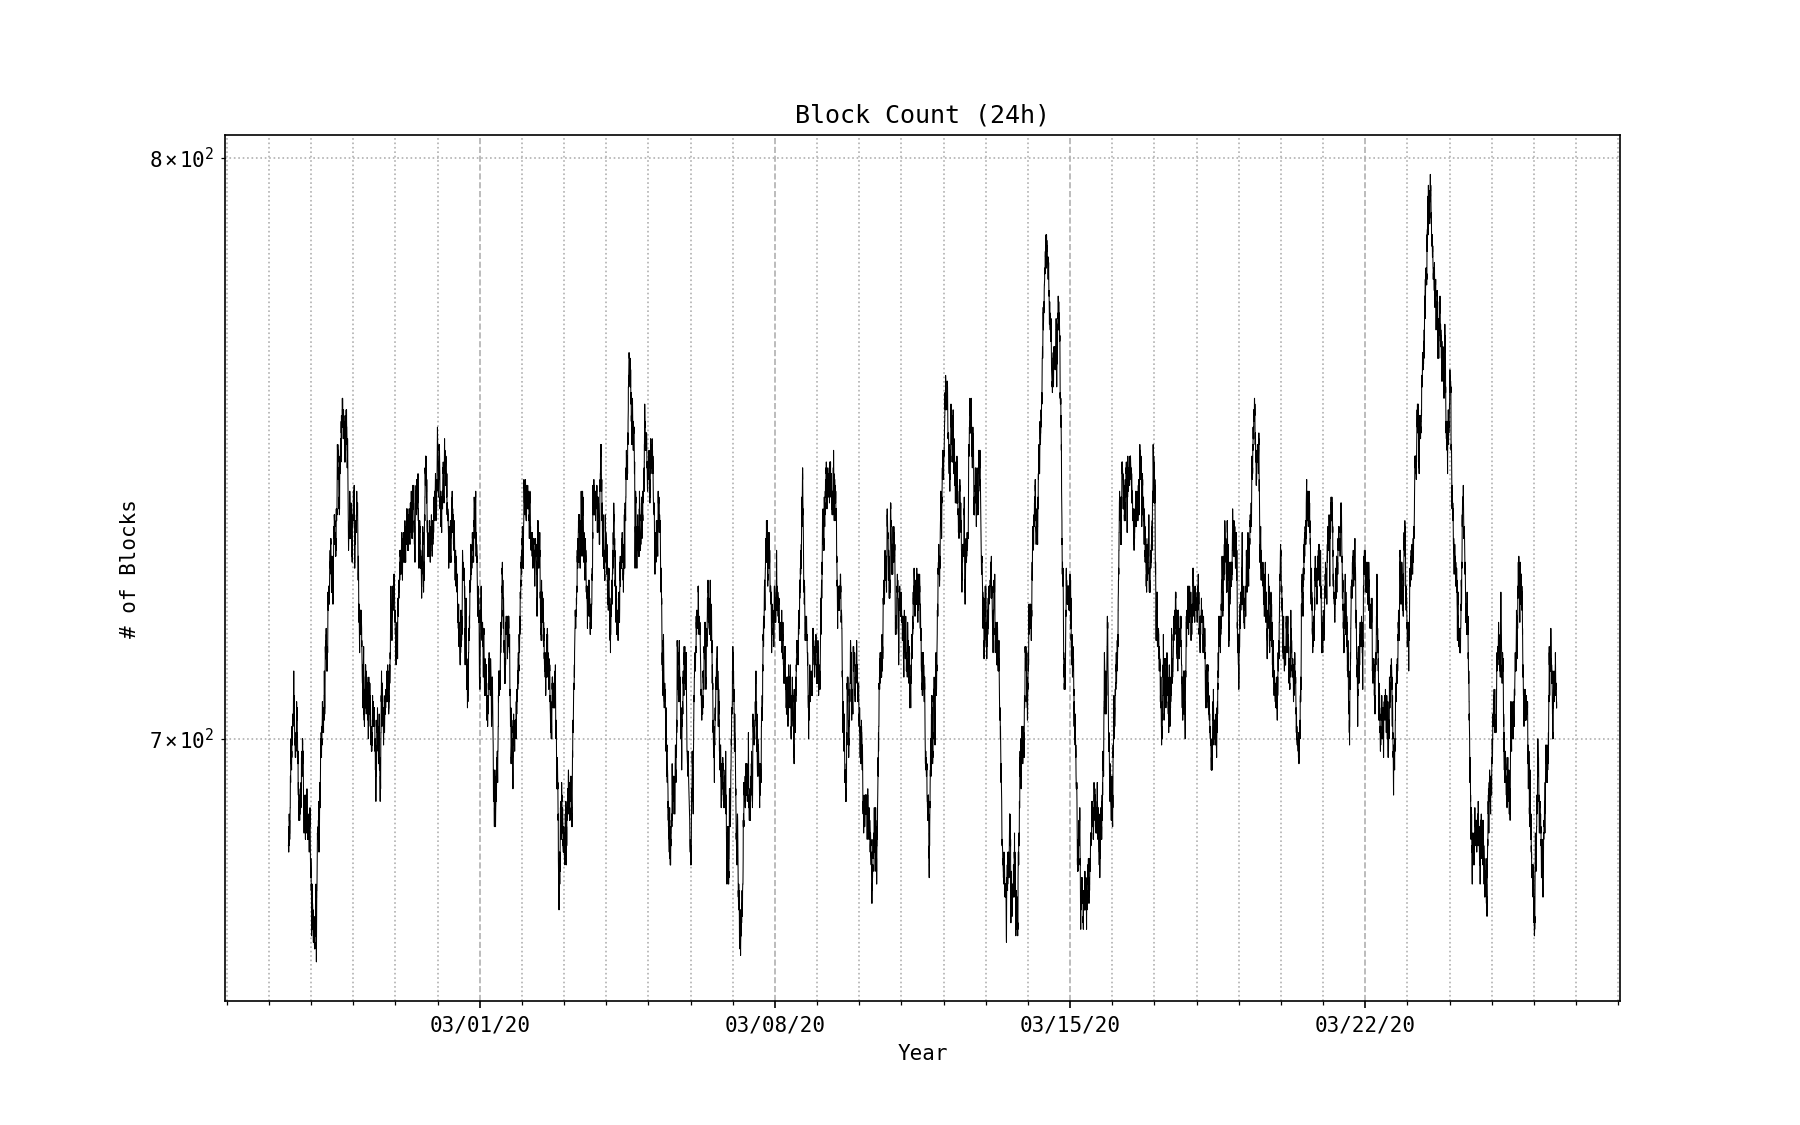 Block Count (24h)
8×10²
# of Blocks
7×10²
03/01/20 03/08/20 03/15/20 03/22/20
Year